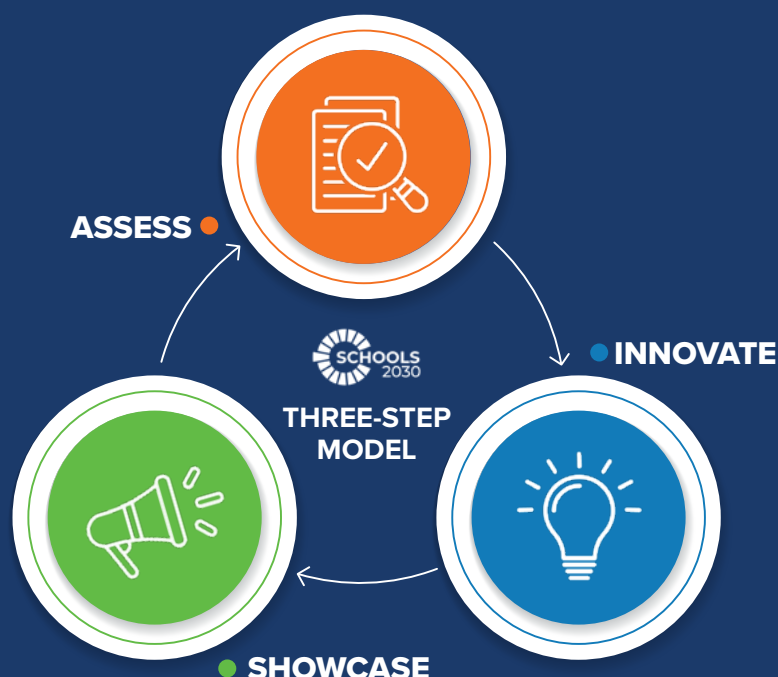 ASSESS
INNOVATE
SCHOOLS
2030
THREE-STEP
MODEL
SHOWCASE